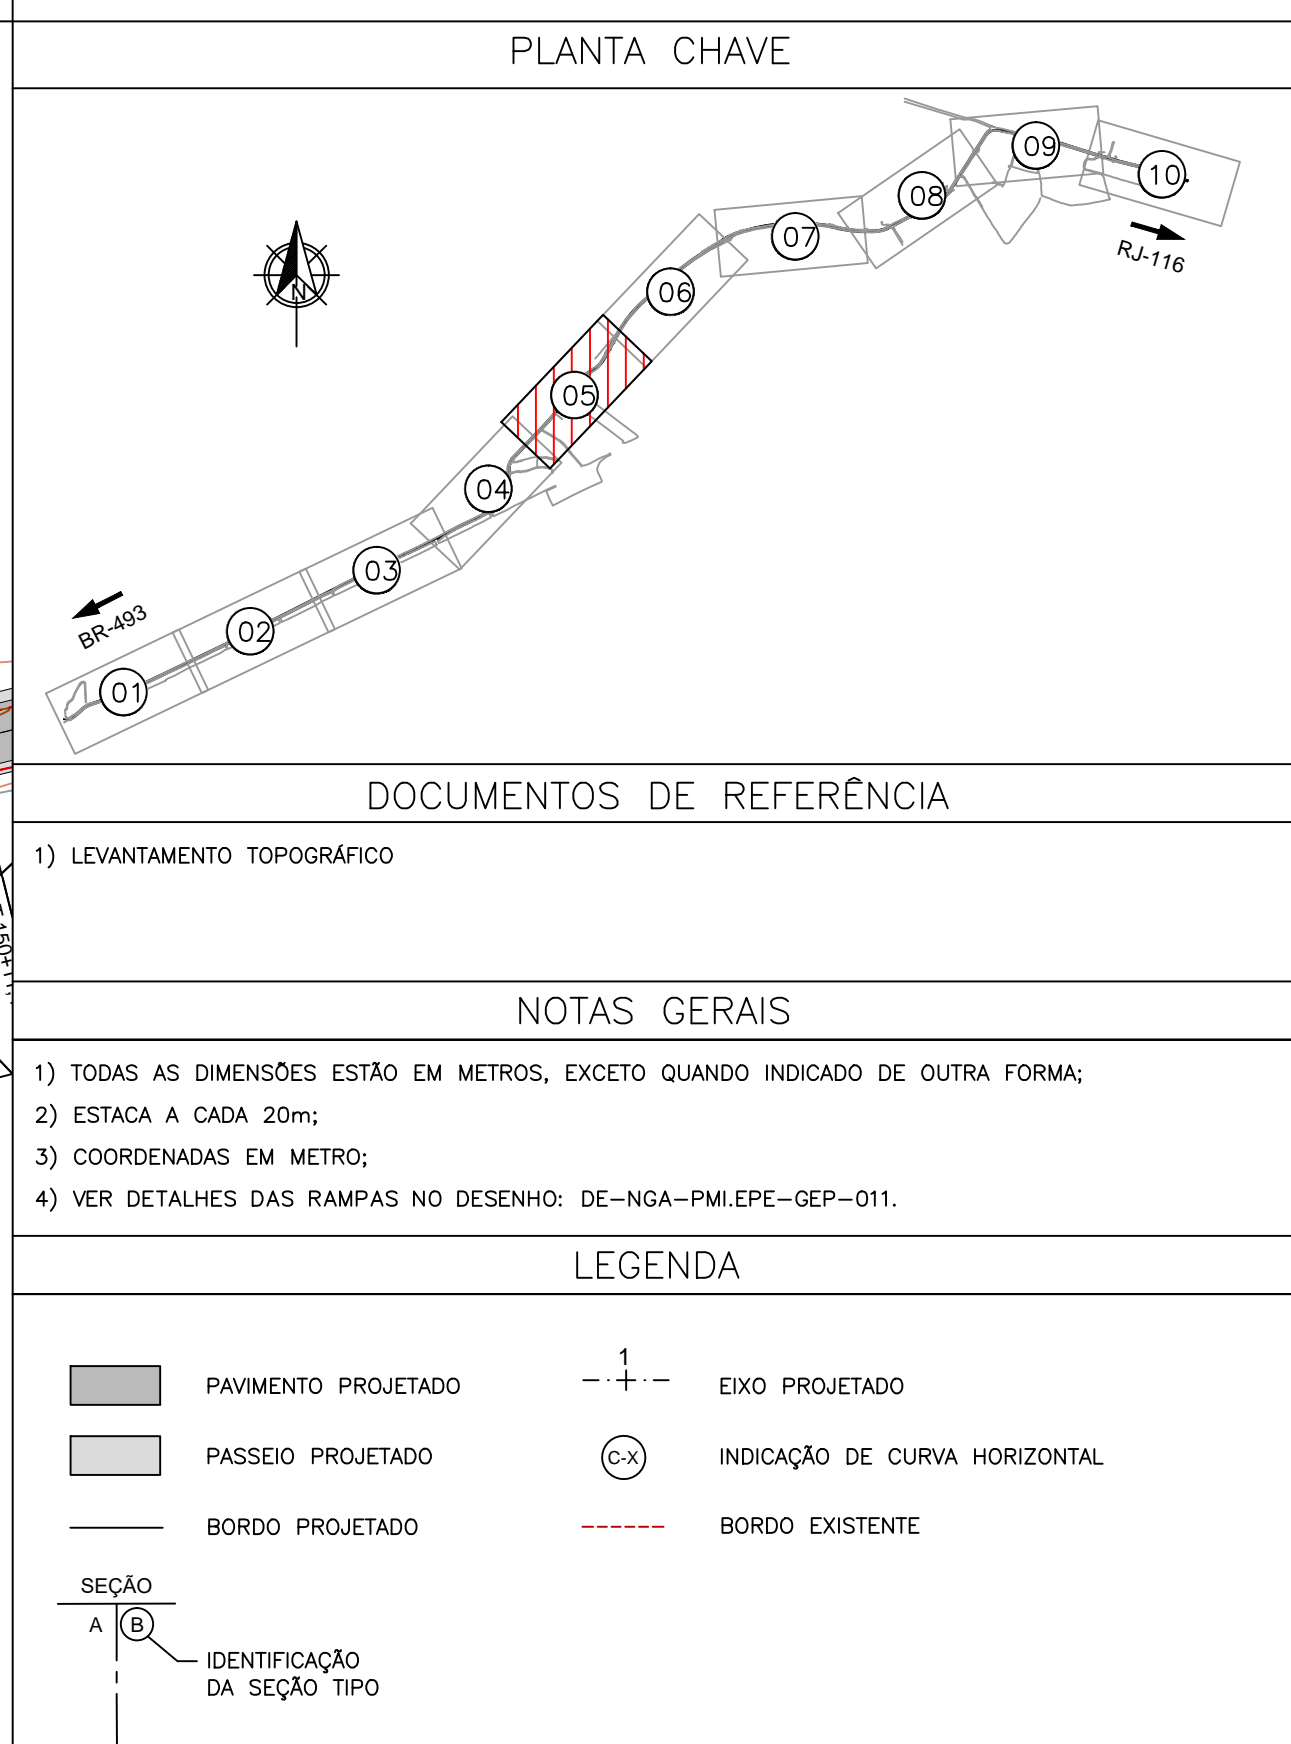 PLANTA CHAVE
09
10.
08
RJ-116
07
06
N
05
04
03
BR-493
02
01
DOCUMENTOS DE REFERÊNCIA
1) LEVANTAMENTO TOPOGRÁFICO
NOTAS GERAIS
1) TODAS AS DIMENSÕES ESTÃO EM METROS, EXCETO QUANDO INDICADO DE OUTRA FORMA;
2) ESTACA A CADA 20m;
3) COORDENADAS EM METRO;
4) VER DETALHES DAS RAMPAS NO DESENHO: DE-NGA-PMI.EPE-GEP-011.
LEGENDA
PAVIMENTO PROJETADO
1
EIXO PROJETADO
PASSEIO PROJETADO
C-X
INDICAÇÃO DE CURVA HORIZONTAL
BORDO PROJETADO
BORDO EXISTENTE
SEÇÃO
A B
IDENTIFICAÇÃO
DA SEÇÃO TIPO